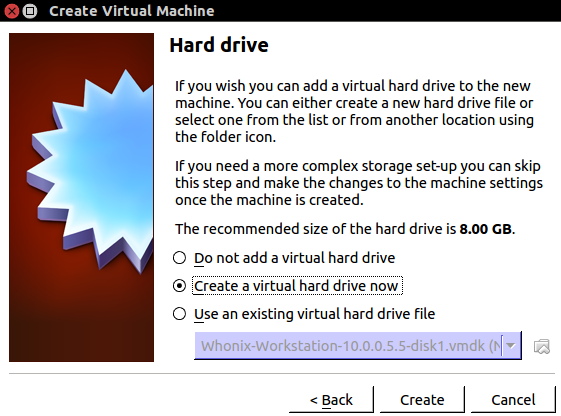 Create Virtual Machine
Hard drive
If you wish you can add a virtual hard drive to the new
machine. You can either create a new hard drive file or
select one from the list or from another location using
the folder icon.
If you need a more complex storage set-up you can skip
this step and make the changes to the machine settings
once the machine is created.
The recommended size of the hard drive is 8.00 GB.
Do not add a virtual hard drive
Create a virtual hard drive now
Use an existing virtual hard drive file
Whonix-Workstation-10.0.0.5.5-disk1.vmdk (N
< Back Create Cancel